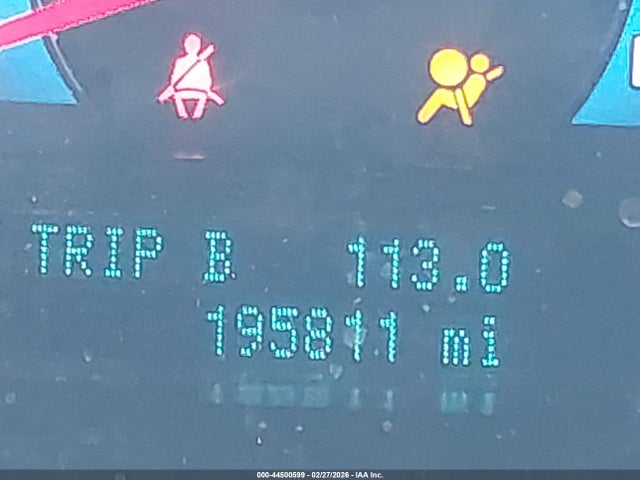 TRIP B 113.0
195811 mi
000-44500599 - 02/27/2026 - IAA Inc.